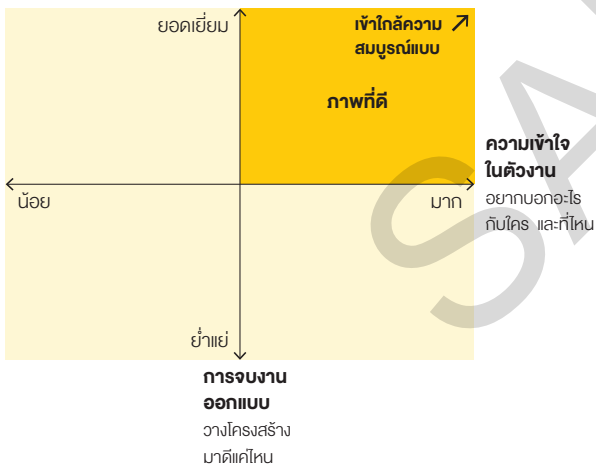 ยอดเยี่ยม
เข้าใกล้ความ
สมบูรณ์แบบ
ภาพที่ดี
ความเข้าใจ
ในตัวงาน
อยากบอกอะไร
กับใคร และที่ไหน
น้อย
มาก
ย่ำแย่
การจบงาน
ออกแบบ
วางโครงสร้าง
มาดีแค่ไหน
SA